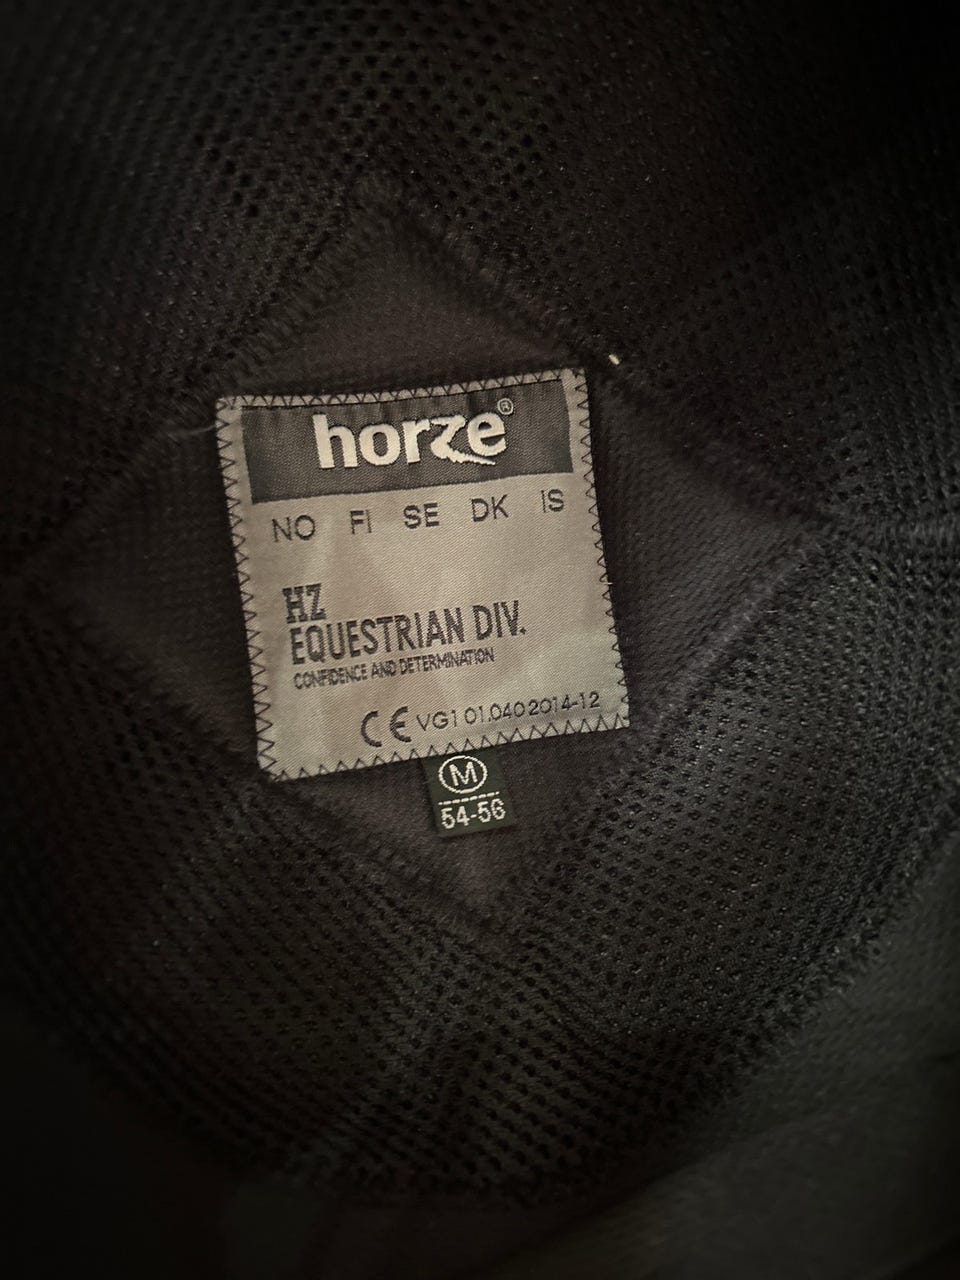 horze®
NO FI SE DK IS
HZ
EQUESTRIAN DIV.
CONFIDENCE AND DETERMINATION
CE VG1 01.040 2014-12
M
54-56